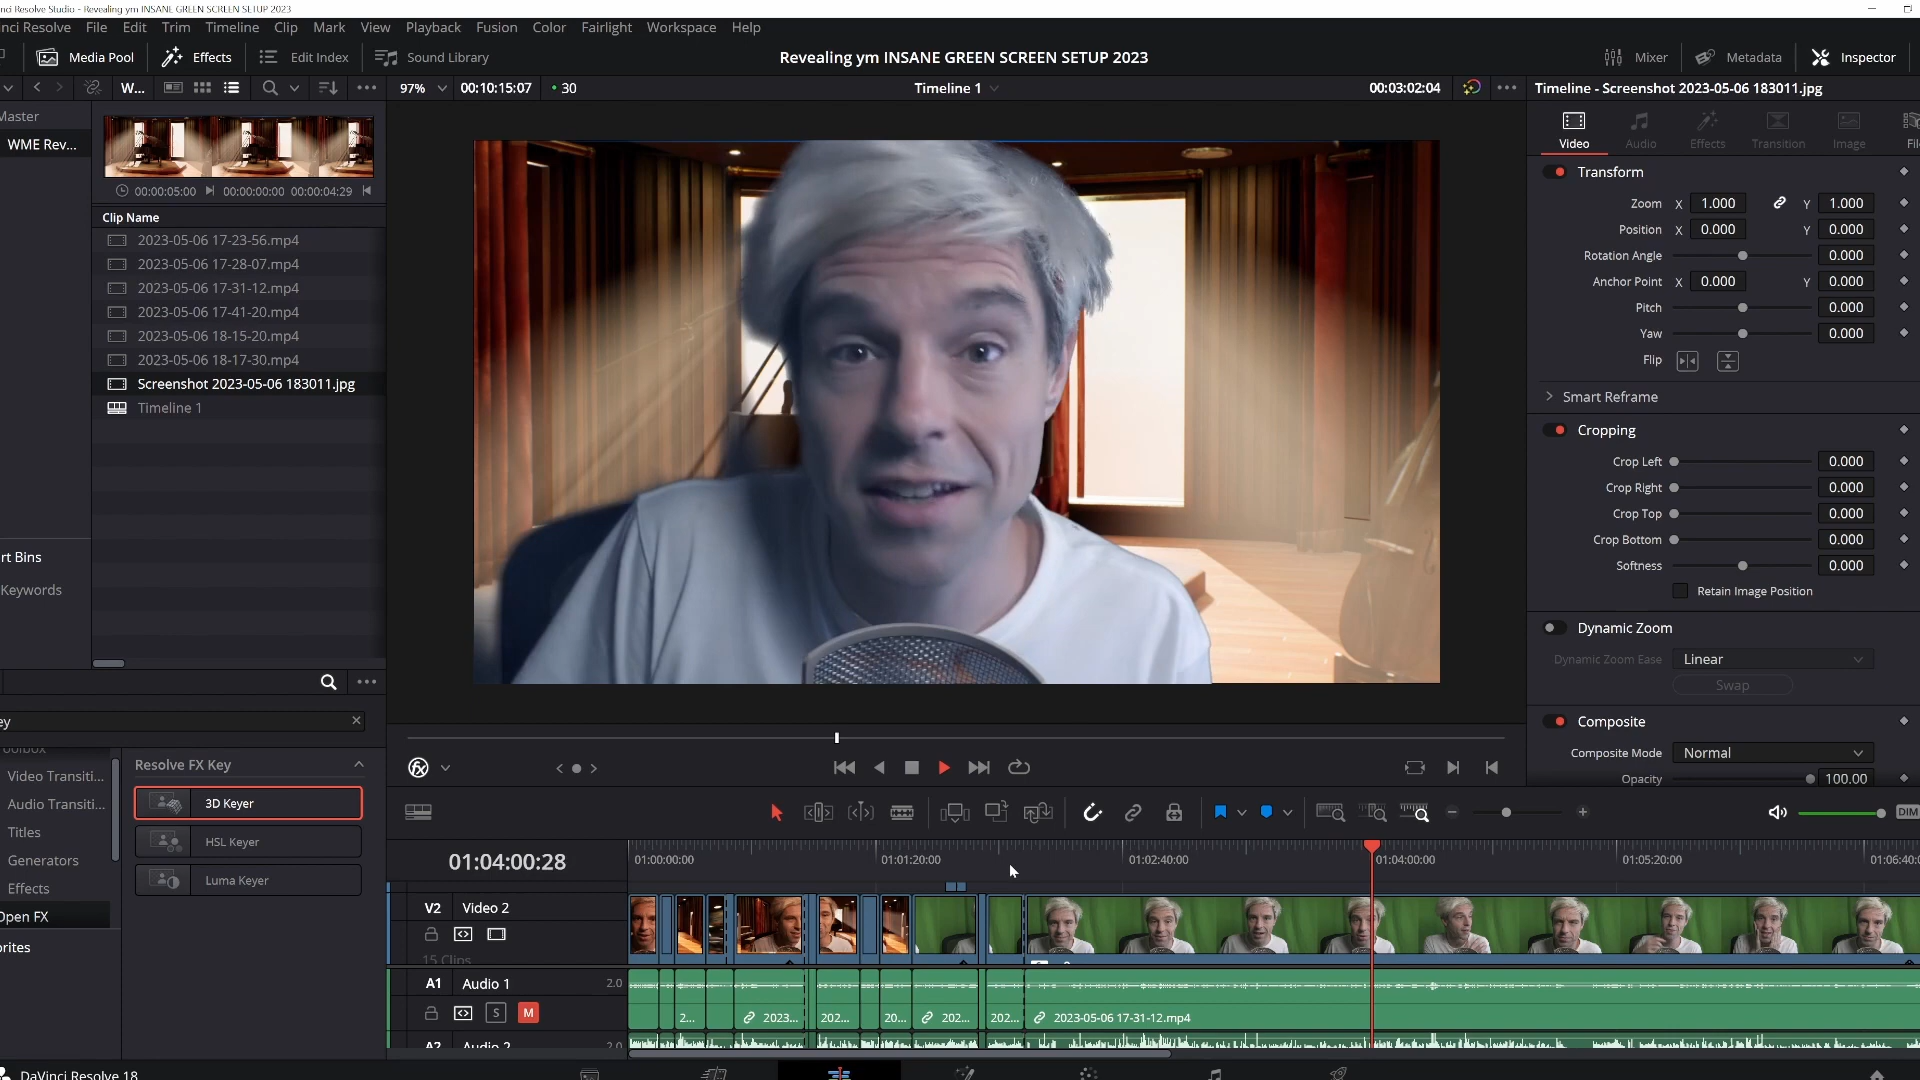 nci Resolve Studio - Revealing ym INSANE GREEN SCREEN SETUP 2023
nci Resolve File Edit Trim Timeline Clip Mark View Playback Fusion Color Fairlight Workspace Help
Media Pool Effects Edit Index Sound Library Revealing ym INSANE GREEN SCREEN SETUP 2023 Mixer Metadata Inspector
W... 97% 00:10:15:07 30 Timeline 1 00:03:02:04 Timeline - Screenshot 2023-05-06 183011.jpg
Master
WME Rev...
00:00:05:00 00:00:00:00 00:00:04:29
Clip Name
2023-05-06 17-23-56.mp4
2023-05-06 17-28-07.mp4
2023-05-06 17-31-12.mp4
2023-05-06 17-41-20.mp4
2023-05-06 18-15-20.mp4
2023-05-06 18-17-30.mp4
Screenshot 2023-05-06 183011.jpg
Timeline 1
rt Bins
Keywords
ey
oolbox
Video Transiti...
Audio Transiti...
Titles
Generators
Effects
Open FX
orites
Resolve FX Key
3D Keyer
HSL Keyer
Luma Keyer
Video Audio Effects Transition Image Fil
Transform
Zoom X 1.000 Y 1.000
Position X 0.000 Y 0.000
Rotation Angle 0.000
Anchor Point X 0.000 Y 0.000
Pitch 0.000
Yaw 0.000
Flip
Smart Reframe
Cropping
Crop Left 0.000
Crop Right 0.000
Crop Top 0.000
Crop Bottom 0.000
Softness 0.000
Retain Image Position
Dynamic Zoom
Dynamic Zoom Ease Linear
Swap
Composite
Composite Mode Normal
Opacity 100.00
DIM
01:04:00:28 01:00:00:00 01:01:20:00 01:02:40:00 01:04:00:00 01:05:20:00 01:06:40:0
V2 Video 2
15 Clips
A1 Audio 1 2.0
S M
2... 2023... 202... 20... 202... 202... 2023-05-06 17-31-12.mp4
A2 Audio 2 2.0
DaVinci Resolve 18